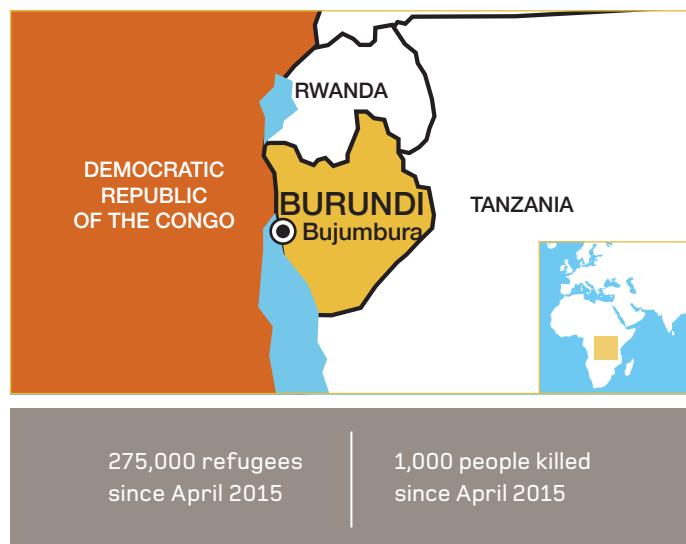 RWANDA
DEMOCRATIC
REPUBLIC
OF THE CONGO
BURUNDI
TANZANIA
Bujumbura
275,000 refugees
since April 2015
1,000 people killed
since April 2015